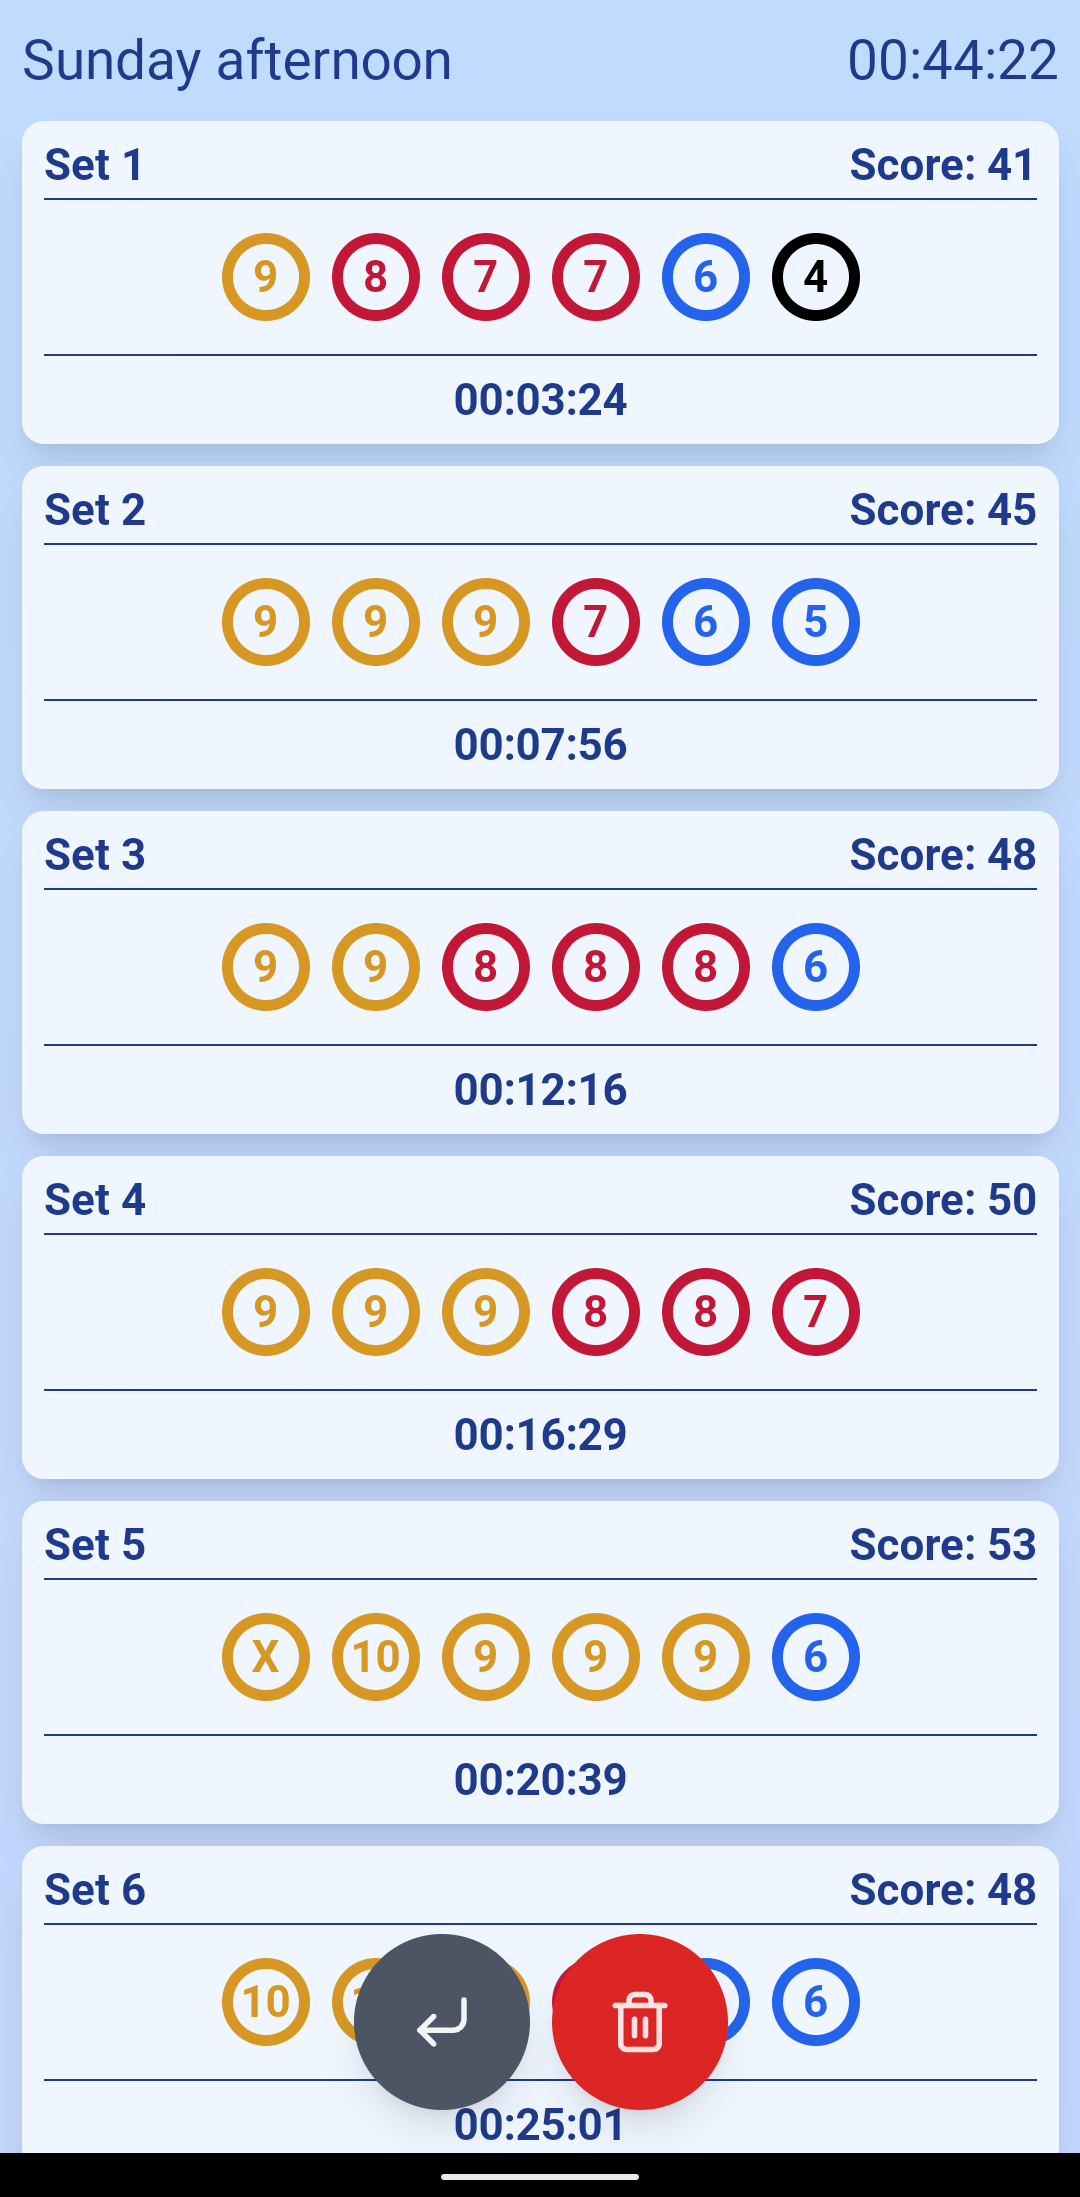 Sunday afternoon 00:44:22
Set 1 Score: 41
9 8 7 7 6 4
00:03:24
Set 2 Score: 45
9 9 9 7 6 5
00:07:56
Set 3 Score: 48
9 9 8 8 8 6
00:12:16
Set 4 Score: 50
9 9 9 8 8 7
00:16:29
Set 5 Score: 53
X 10 9 9 9 6
00:20:39
Set 6 Score: 48
10 6
00:25:01